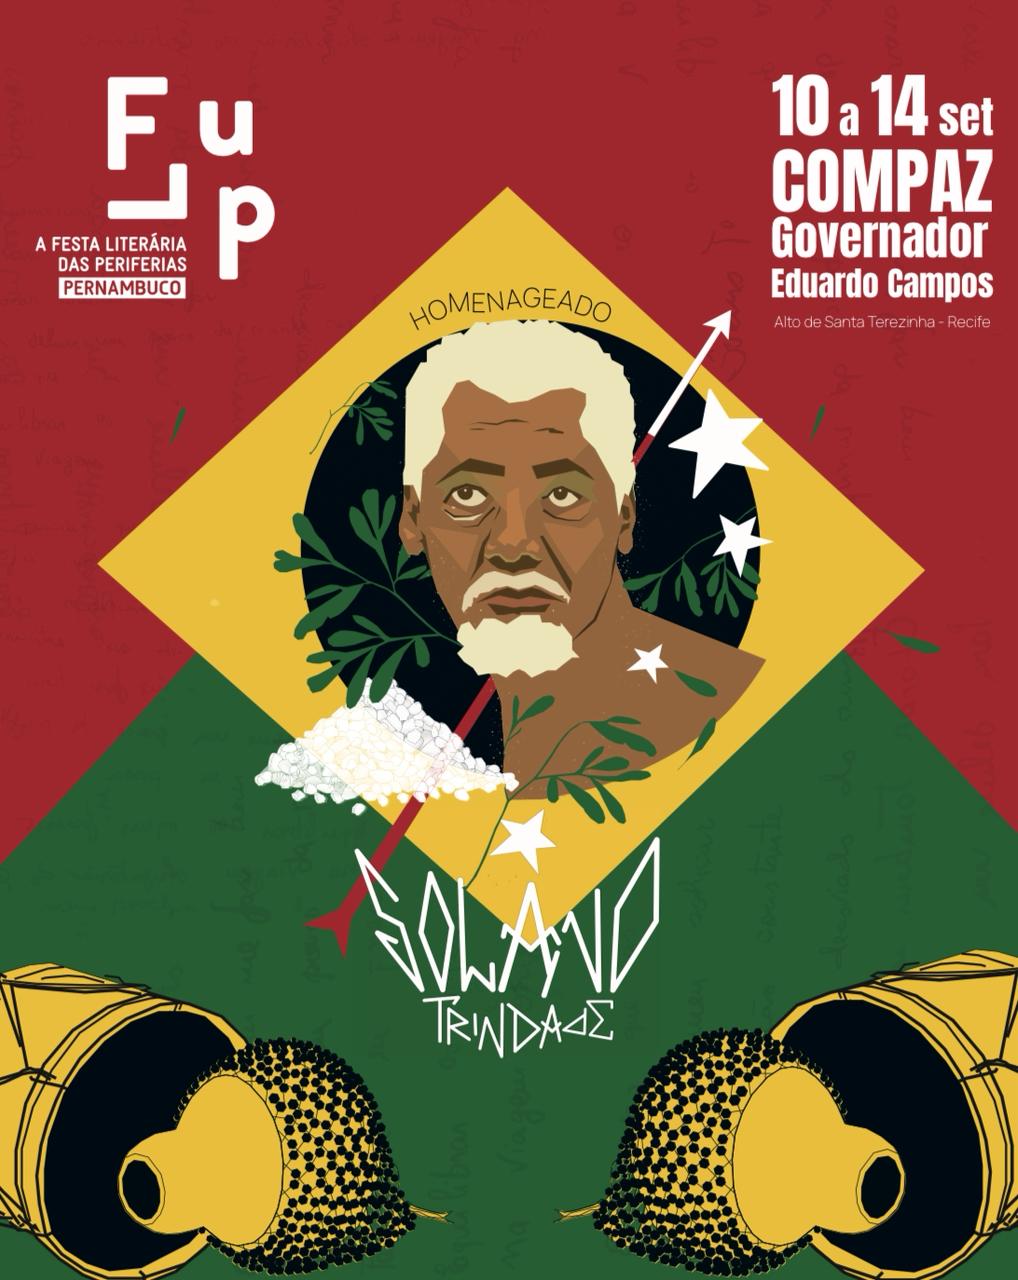 FLup
A FESTA LITERÁRIA
DAS PERIFERIAS
PERNAMBUCO
10 a 14 set
COMPAZ
Governador
Eduardo Campos
Alto de Santa Terezinha - Recife
HOMENAGEADO
SOLANO
TRINDADE